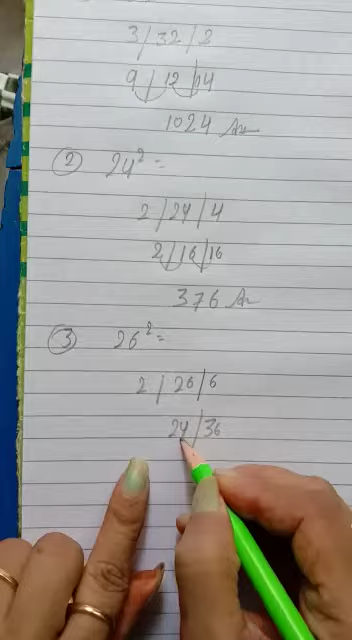 3/32/2
9/12/04
1024 Ans
② 24² =
2/24/4
2/16/16
376 Ans
③ 26² =
2/26/6
24/36